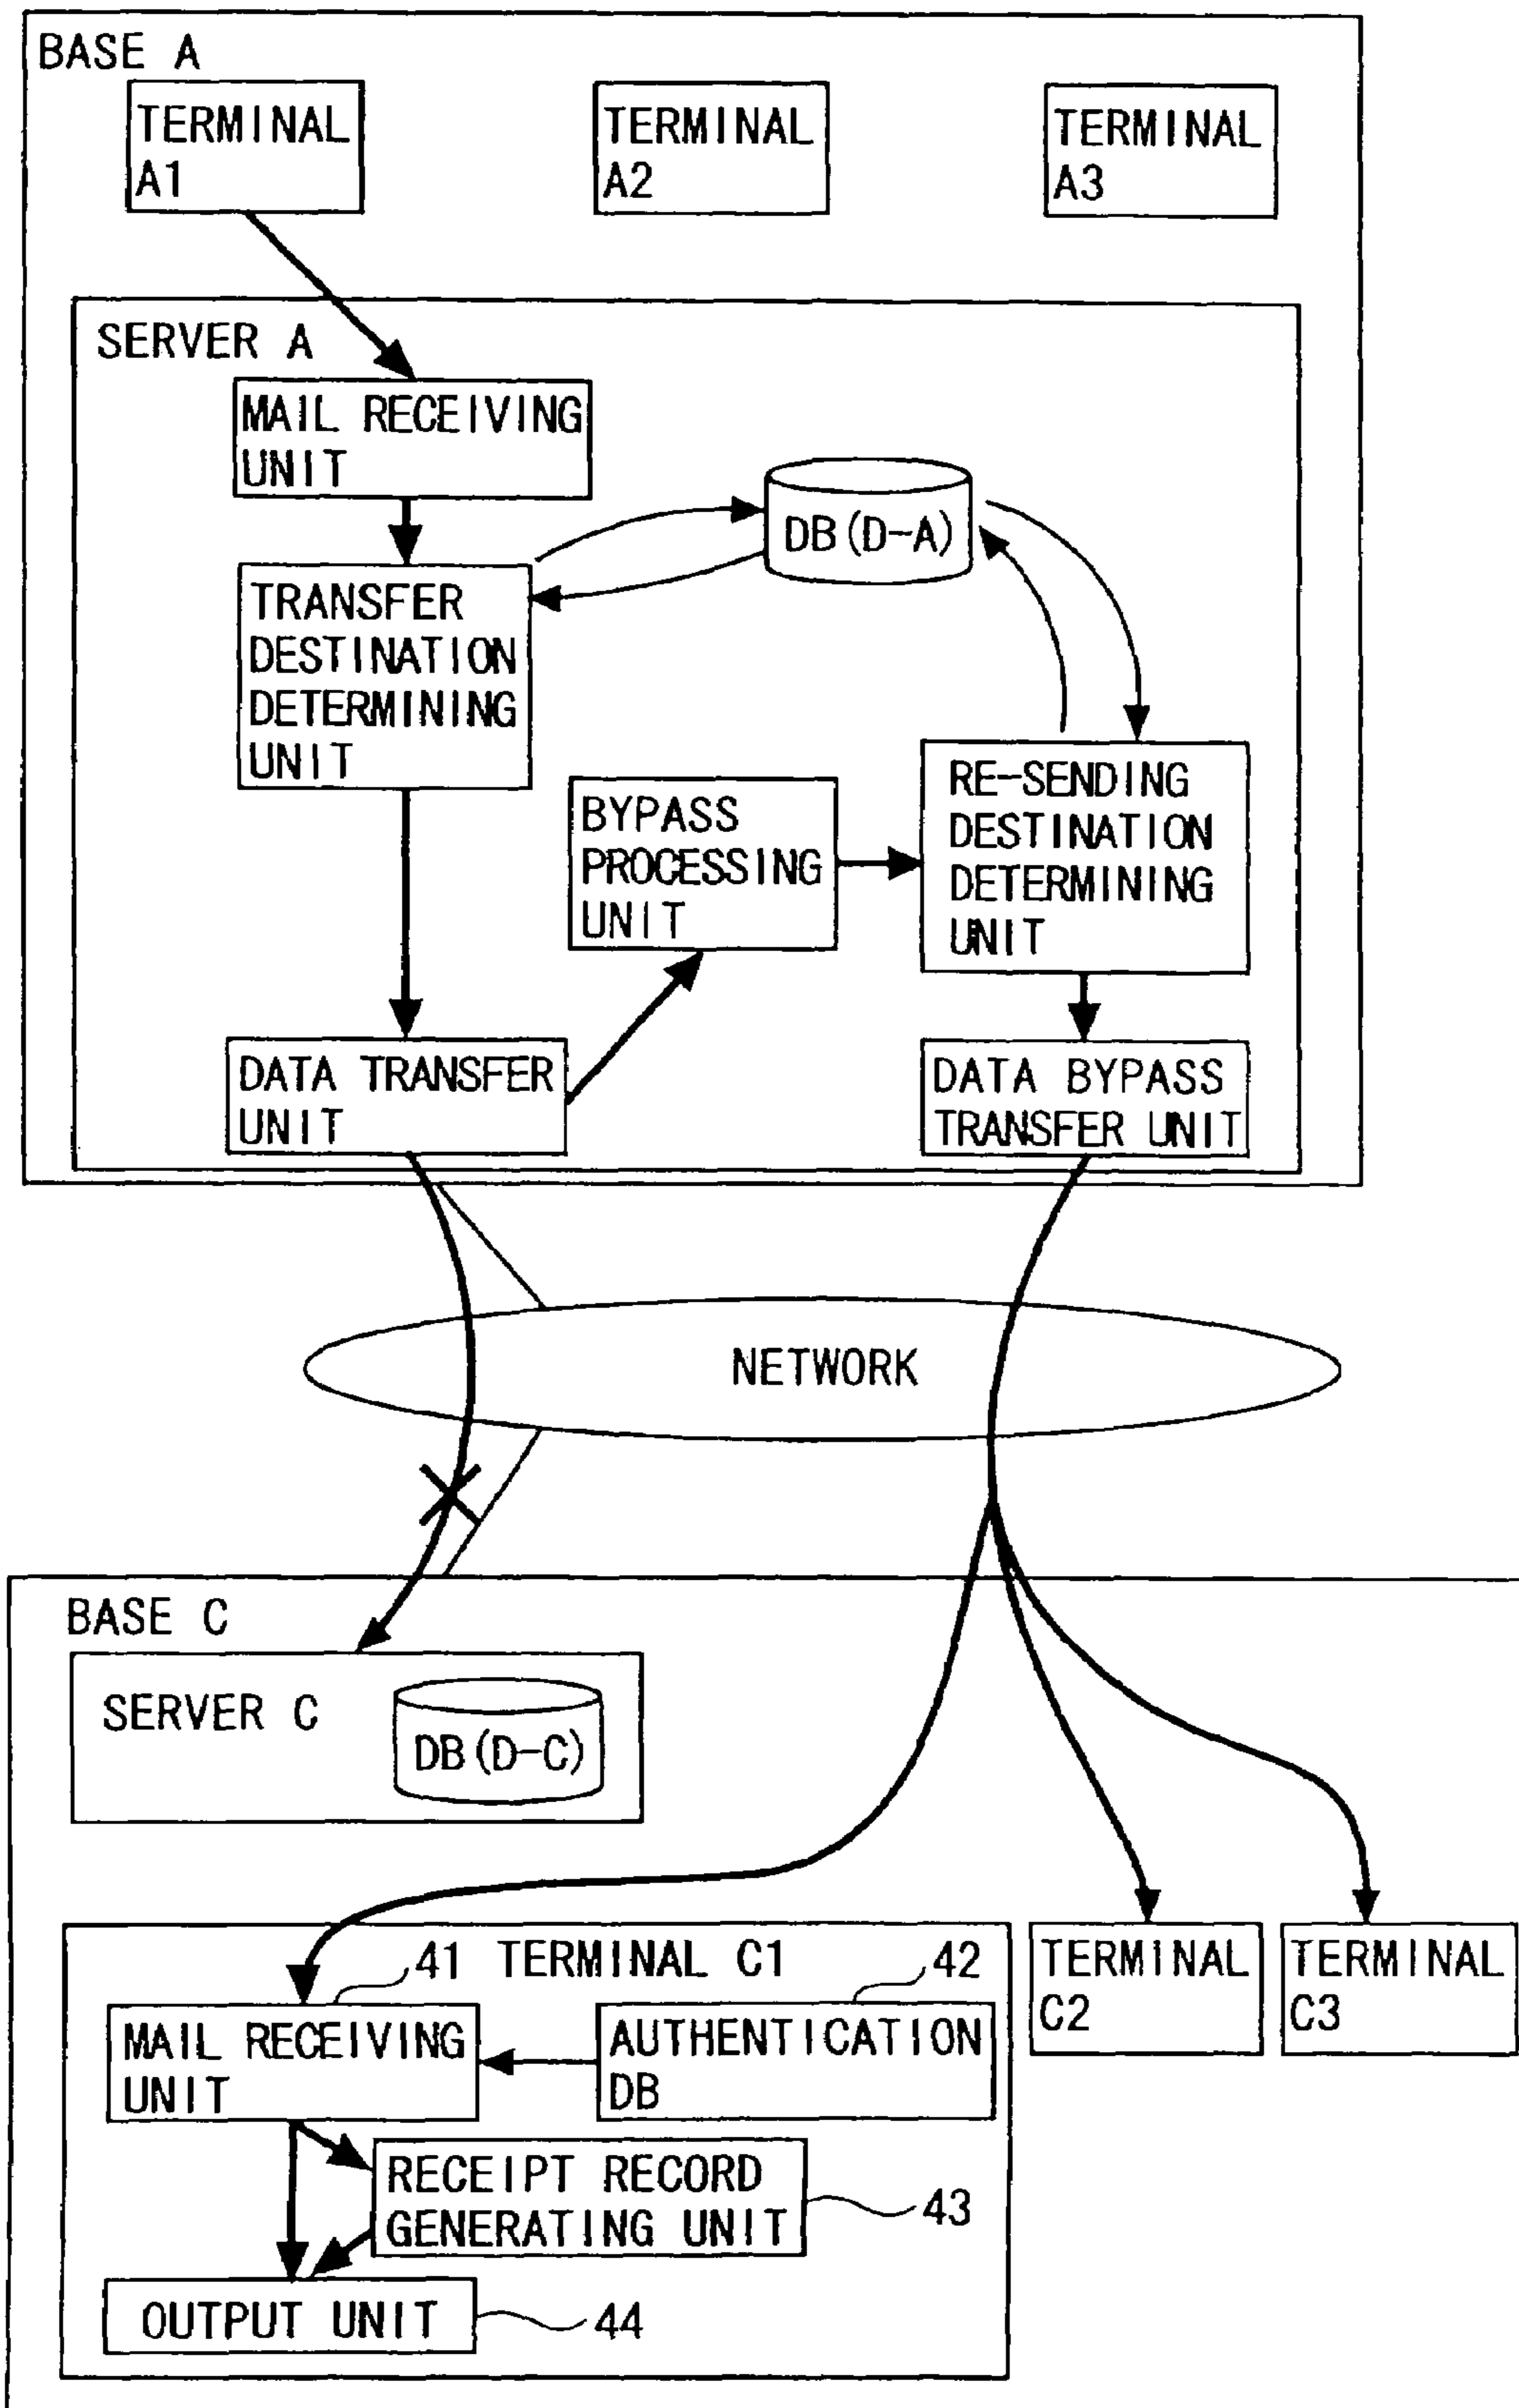 BASE A
TERMINAL
A1
TERMINAL
A2
TERMINAL
A3
SERVER A
MAIL RECEIVING
UNIT
DB(D-A)
TRANSFER
DESTINATION
DETERMINING
UNIT
BYPASS
PROCESSING
UNIT
RE-SENDING
DESTINATION
DETERMINING
UNIT
DATA TRANSFER
UNIT
DATA BYPASS
TRANSFER UNIT
NETWORK
BASE C
SERVER C
DB(D-C)
41 TERMINAL C1 42
MAIL RECEIVING
UNIT
AUTHENTICATION
DB
TERMINAL
C2
TERMINAL
C3
RECEIPT RECORD
GENERATING UNIT
43
OUTPUT UNIT
44